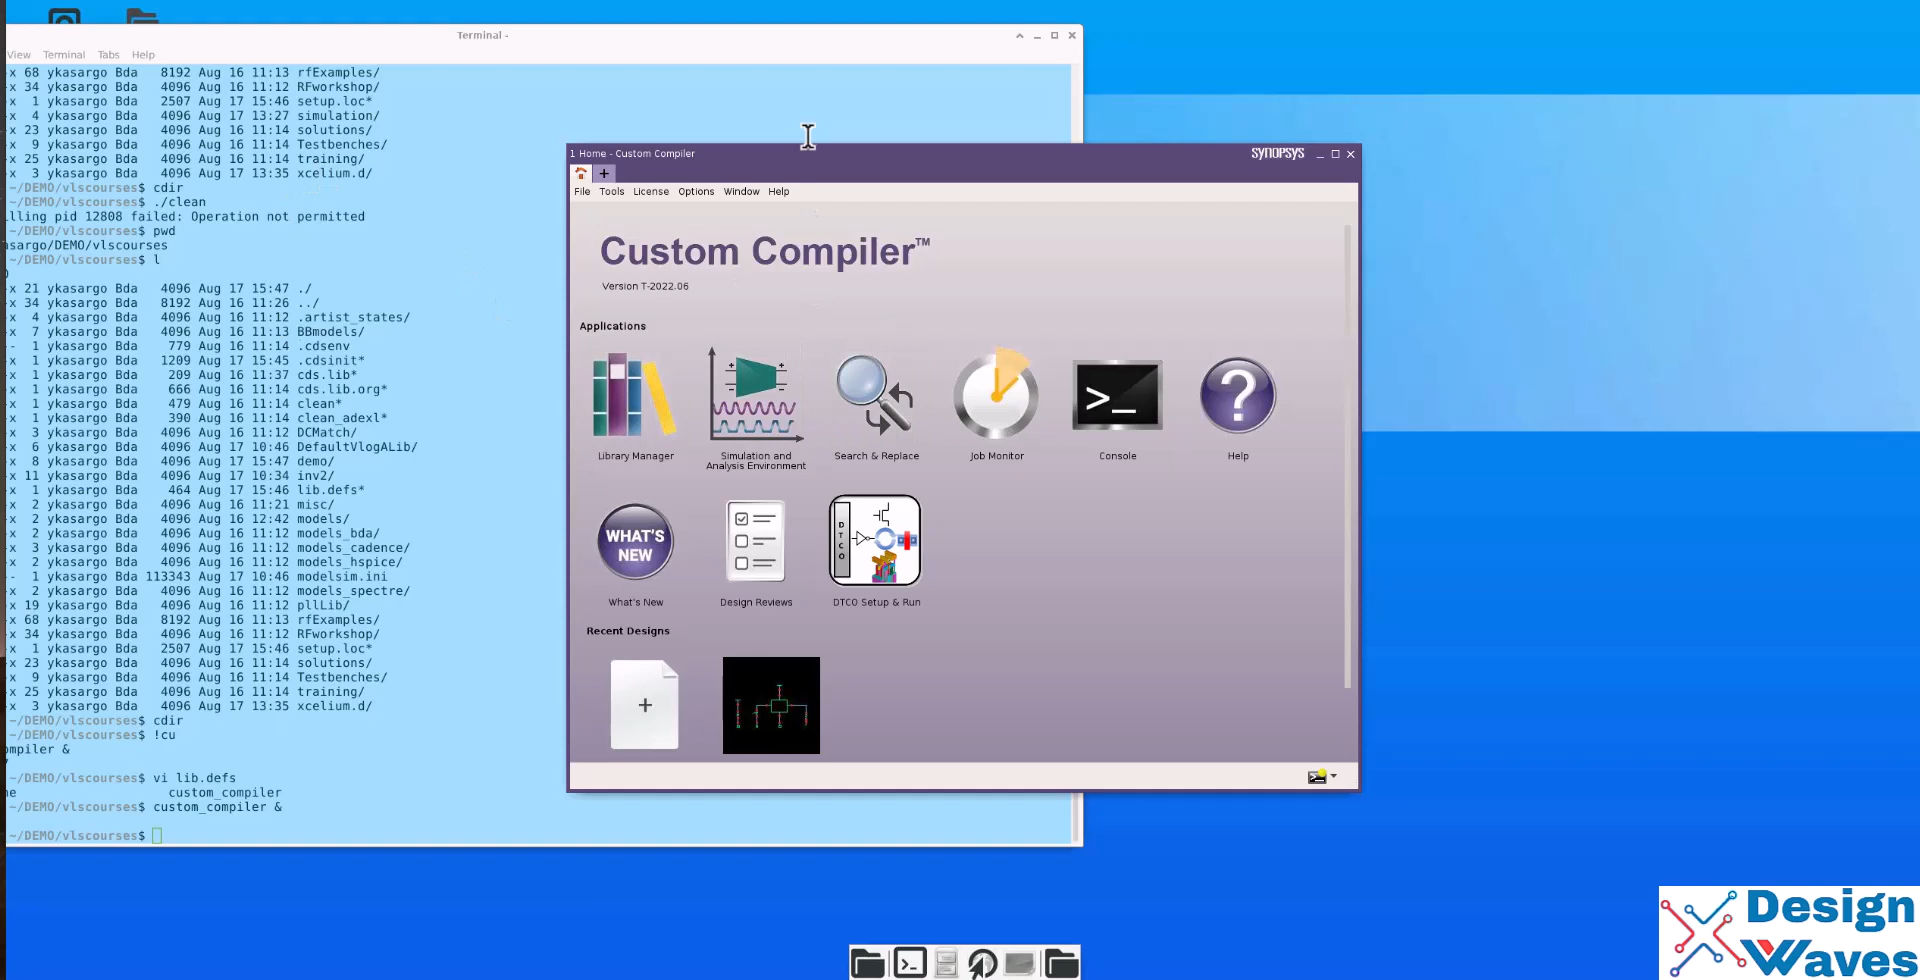 Terminal -
View Terminal Tabs Help
x 68 ykasargo Bda 8192 Aug 16 11:13 rfExamples/
x 34 ykasargo Bda 4096 Aug 16 11:12 RFworkshop/
x 1 ykasargo Bda 2507 Aug 17 15:46 setup.loc*
x 4 ykasargo Bda 4096 Aug 17 13:27 simulation/
x 23 ykasargo Bda 4096 Aug 16 11:14 solutions/
x 9 ykasargo Bda 4096 Aug 16 11:14 Testbenches/
x 25 ykasargo Bda 4096 Aug 16 11:14 training/
x 3 ykasargo Bda 4096 Aug 17 13:35 xcelium.d/
~/DEMO/vlscourses$ cdir
~/DEMO/vlscourses$ ./clean
illing pid 12808 failed: Operation not permitted
~/DEMO/vlscourses$ pwd
asargo/DEMO/vlscourses
~/DEMO/vlscourses$ l
x 21 ykasargo Bda 4096 Aug 17 15:47 ./
x 34 ykasargo Bda 8192 Aug 16 11:26 ../
x 4 ykasargo Bda 4096 Aug 16 11:12 .artist_states/
x 7 ykasargo Bda 4096 Aug 16 11:13 BBmodels/
- 1 ykasargo Bda 779 Aug 16 11:14 .cdsenv
x 1 ykasargo Bda 1209 Aug 17 15:45 .cdsinit*
x 1 ykasargo Bda 209 Aug 16 11:37 cds.lib*
x 1 ykasargo Bda 666 Aug 16 11:14 cds.lib.org*
x 1 ykasargo Bda 479 Aug 16 11:14 clean*
x 1 ykasargo Bda 390 Aug 16 11:14 clean_adexl*
x 3 ykasargo Bda 4096 Aug 16 11:12 DCMatch/
x 6 ykasargo Bda 4096 Aug 17 10:46 DefaultVlogALib/
x 8 ykasargo Bda 4096 Aug 17 15:47 demo/
x 11 ykasargo Bda 4096 Aug 17 10:34 inv2/
x 1 ykasargo Bda 464 Aug 17 15:46 lib.defs*
x 2 ykasargo Bda 4096 Aug 16 11:21 misc/
x 2 ykasargo Bda 4096 Aug 16 12:42 models/
x 2 ykasargo Bda 4096 Aug 16 11:12 models_bda/
x 3 ykasargo Bda 4096 Aug 16 11:12 models_cadence/
x 2 ykasargo Bda 4096 Aug 16 11:12 models_hspice/
- 1 ykasargo Bda 113343 Aug 17 10:46 modelsim.ini
x 2 ykasargo Bda 4096 Aug 16 11:12 models_spectre/
x 19 ykasargo Bda 4096 Aug 16 11:12 pllLib/
x 68 ykasargo Bda 8192 Aug 16 11:13 rfExamples/
x 34 ykasargo Bda 4096 Aug 16 11:12 RFworkshop/
x 1 ykasargo Bda 2507 Aug 17 15:46 setup.loc*
x 23 ykasargo Bda 4096 Aug 16 11:14 solutions/
x 9 ykasargo Bda 4096 Aug 16 11:14 Testbenches/
x 25 ykasargo Bda 4096 Aug 16 11:14 training/
x 3 ykasargo Bda 4096 Aug 17 13:35 xcelium.d/
~/DEMO/vlscourses$ cdir
~/DEMO/vlscourses$ !cu
ompiler &
~/DEMO/vlscourses$ vi lib.defs
ne custom_compiler
~/DEMO/vlscourses$ custom_compiler &
~/DEMO/vlscourses$
1 Home - Custom Compiler
SYNOPSYS
File Tools License Options Window Help
Custom Compiler™
Version T-2022.06
Applications
Library Manager
Simulation and
Analysis Environment
Search & Replace
Job Monitor
>_
Console
?
Help
WHAT'S
NEW
What's New
Design Reviews
DTCO
DTCO Setup & Run
Recent Designs
Design
Waves